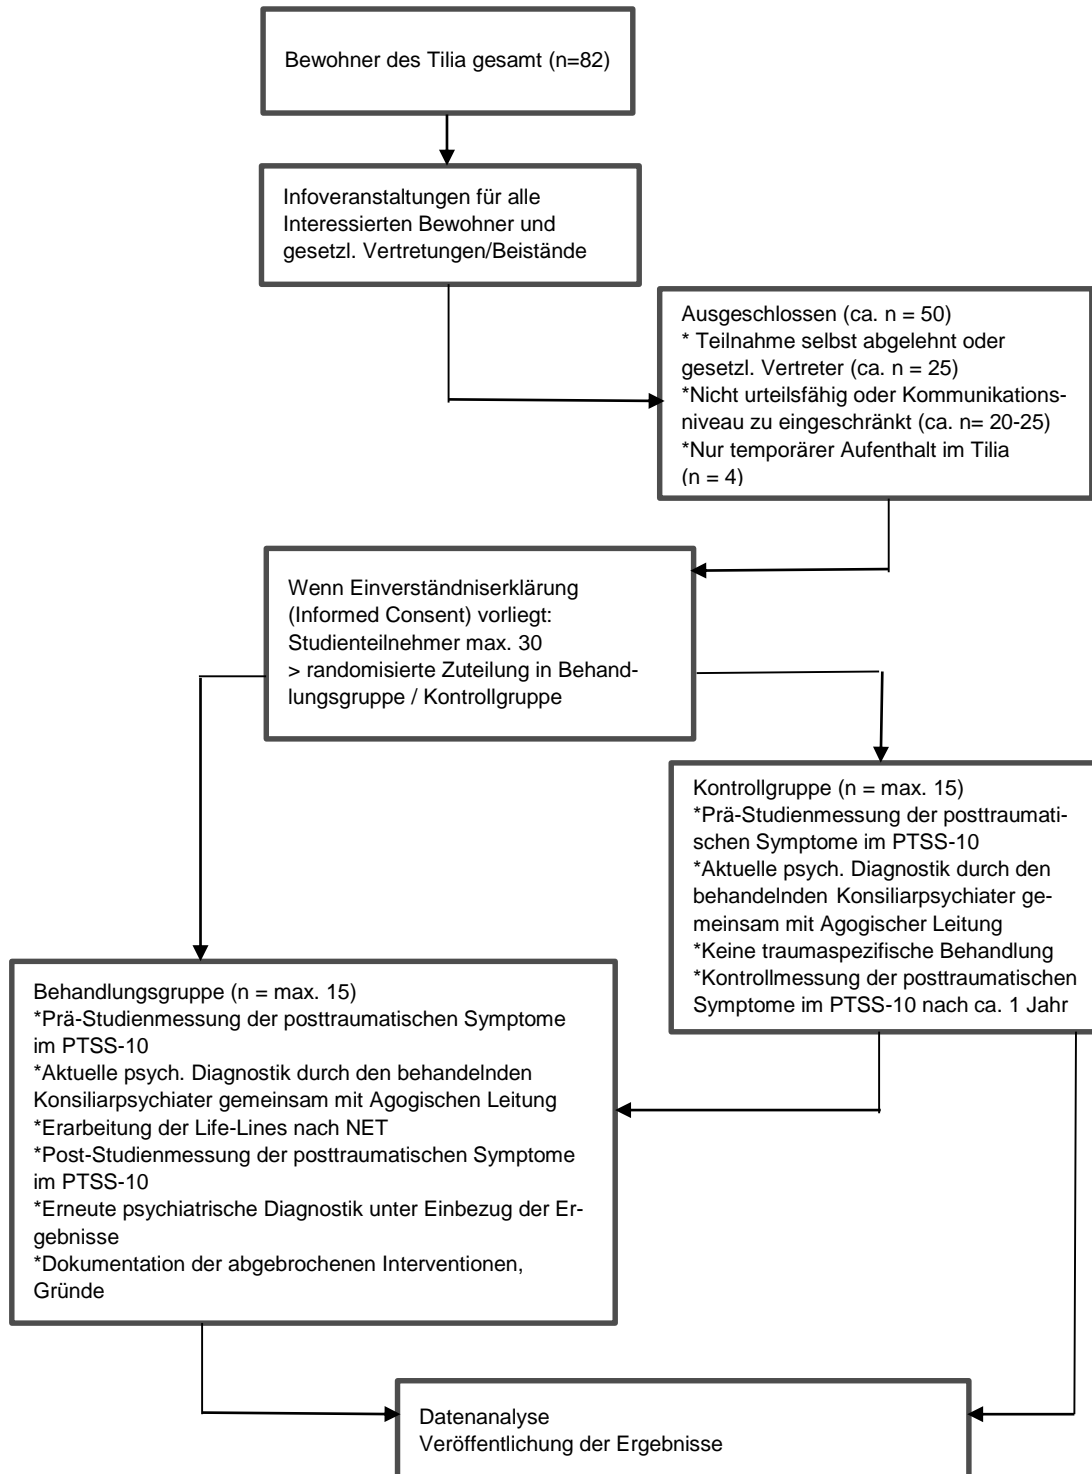 Bewohner des Tilia gesamt (n=82)
Infoveranstaltungen für alle
Interessierten Bewohner und
gesetzl. Vertretungen/Beistände
Ausgeschlossen (ca. n = 50)
* Teilnahme selbst abgelehnt oder
gesetzl. Vertreter (ca. n = 25)
*Nicht urteilsfähig oder Kommunikations-
niveau zu eingeschränkt (ca. n= 20-25)
*Nur temporärer Aufenthalt im Tilia
(n = 4)
Wenn Einverständniserklärung
(Informed Consent) vorliegt:
Studienteilnehmer max. 30
> randomisierte Zuteilung in Behand-
lungsgruppe / Kontrollgruppe
Kontrollgruppe (n = max. 15)
*Prä-Studienmessung der posttraumati-
schen Symptome im PTSS-10
*Aktuelle psych. Diagnostik durch den
behandelnden Konsiliarpsychiater ge-
meinsam mit Agogischer Leitung
*Keine traumaspezifische Behandlung
*Kontrollmessung der posttraumatischen
Symptome im PTSS-10 nach ca. 1 Jahr
Behandlungsgruppe (n = max. 15)
*Prä-Studienmessung der posttraumatischen Symptome
im PTSS-10
*Aktuelle psych. Diagnostik durch den behandelnden
Konsiliarpsychiater gemeinsam mit Agogischen Leitung
*Erarbeitung der Life-Lines nach NET
*Post-Studienmessung der posttraumatischen Symptome
im PTSS-10
*Erneute psychiatrische Diagnostik unter Einbezug der Er-
gebnisse
*Dokumentation der abgebrochenen Interventionen,
Gründe
Datenanalyse
Veröffentlichung der Ergebnisse